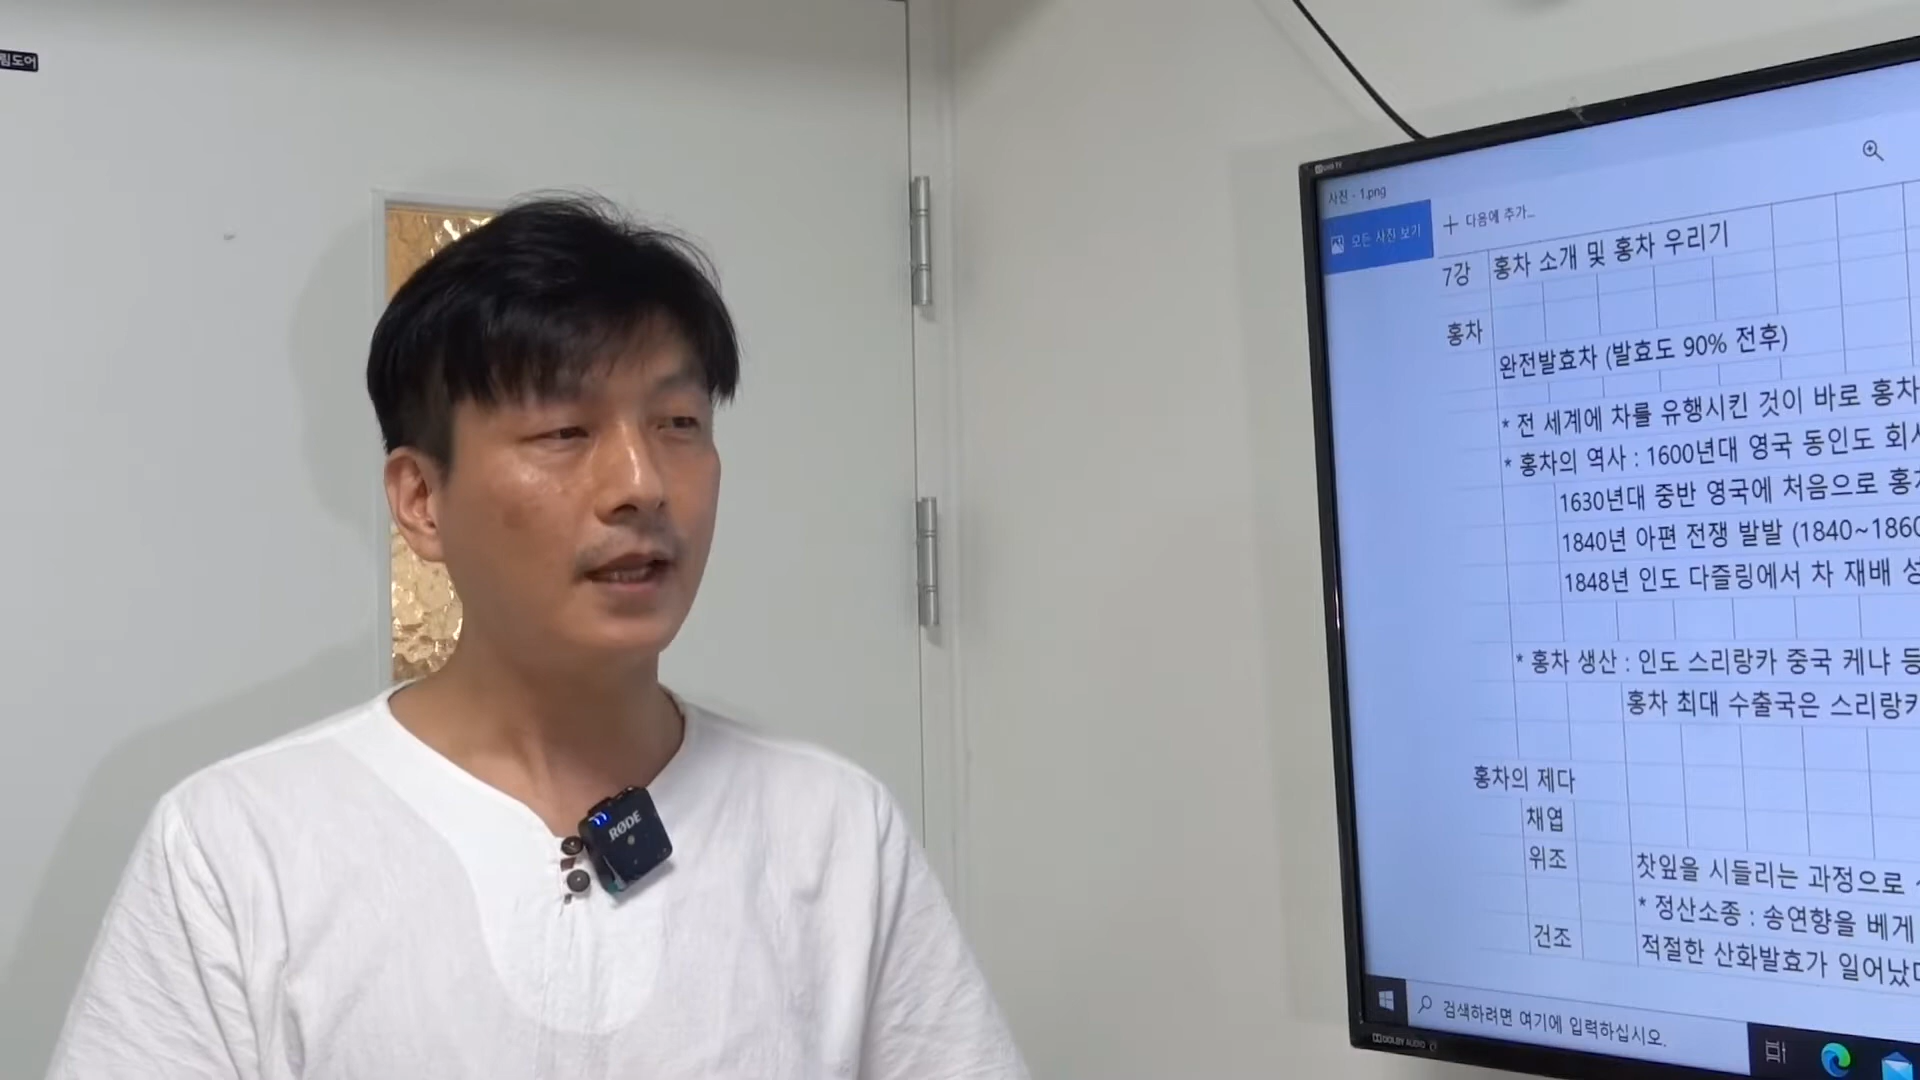 림도어
사진 - 1.png
모든 사진 보기
다음에 추가...
7강 홍차 소개 및 홍차 우리기
홍차
완전발효차 (발효도 90% 전후)
* 전 세계에 차를 유행시킨 것이 바로 홍차
* 홍차의 역사 : 1600년대 영국 동인도 회사
1630년대 중반 영국에 처음으로 홍차
1840년 아편 전쟁 발발 (1840~1860
1848년 인도 다즐링에서 차 재배 성
* 홍차 생산 : 인도 스리랑카 중국 케냐 등
홍차 최대 수출국은 스리랑카
홍차의 제다
채엽
위조 찻잎을 시들리는 과정으로
* 정산소종 : 송연향을 베게
건조 적절한 산화발효가 일어났다
검색하려면 여기에 입력하십시오.
DOLBY AUDIO
RØDE